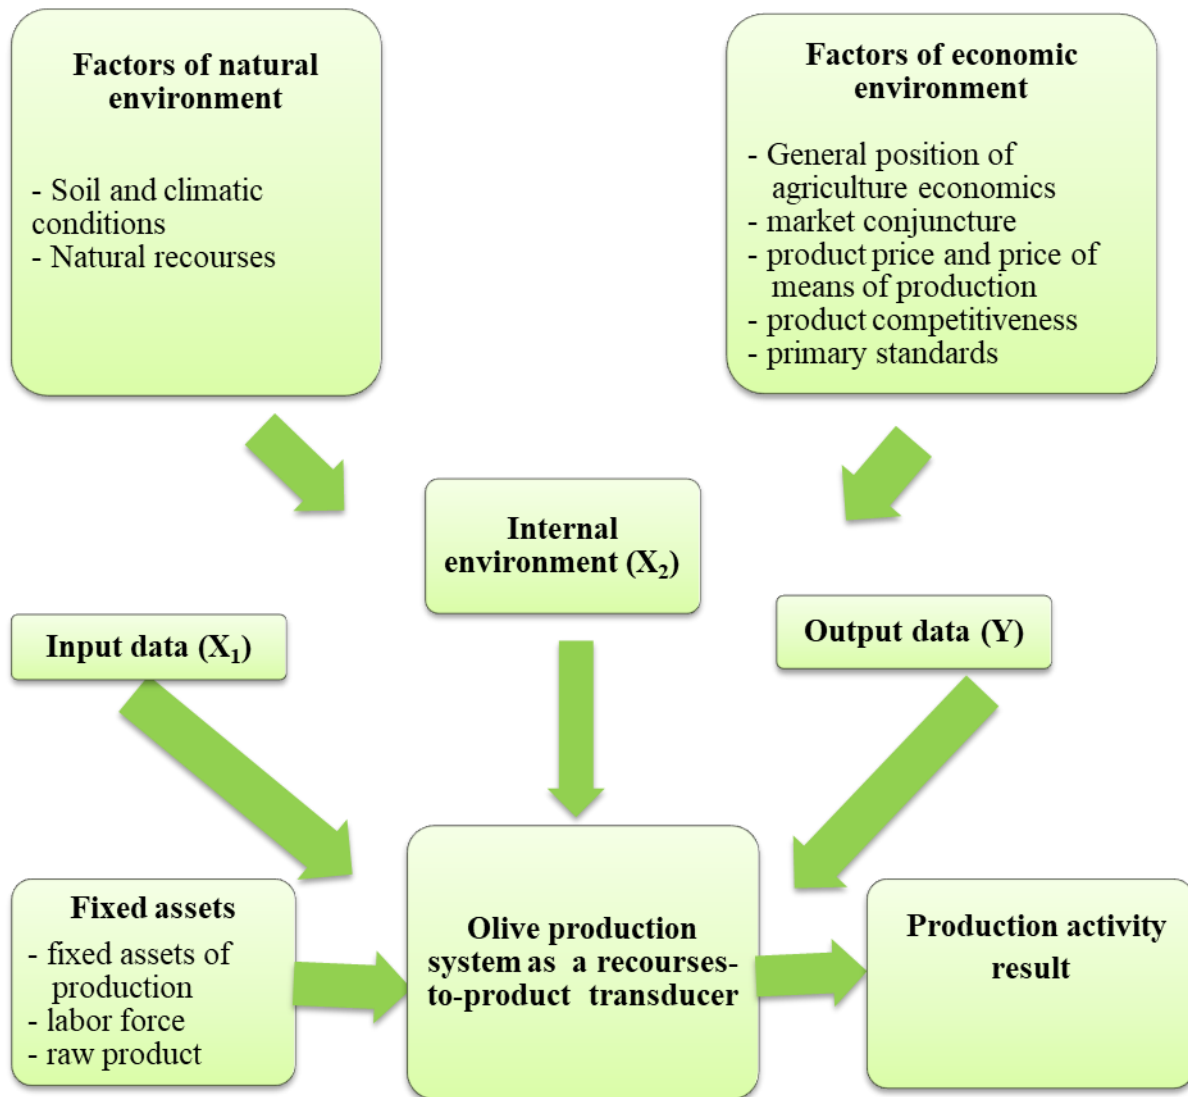 Factors of natural
environment
- Soil and climatic
conditions
- Natural recourses
Factors of economic
environment
- General position of
agriculture economics
- market conjuncture
- product price and price of
means of production
- product competitiveness
- primary standards
Internal
environment (X₂)
Input data (X₁)
Output data (Y)
Fixed assets
- fixed assets of
production
- labor force
- raw product
Olive production
system as a recourses-
to-product transducer
Production activity
result